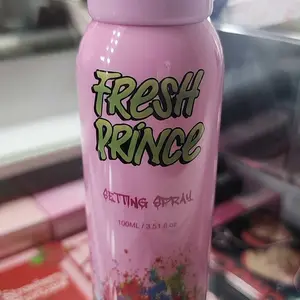 FRESH
PRINCE
SETTING SPRAY
100ML / 3.51 fl oz